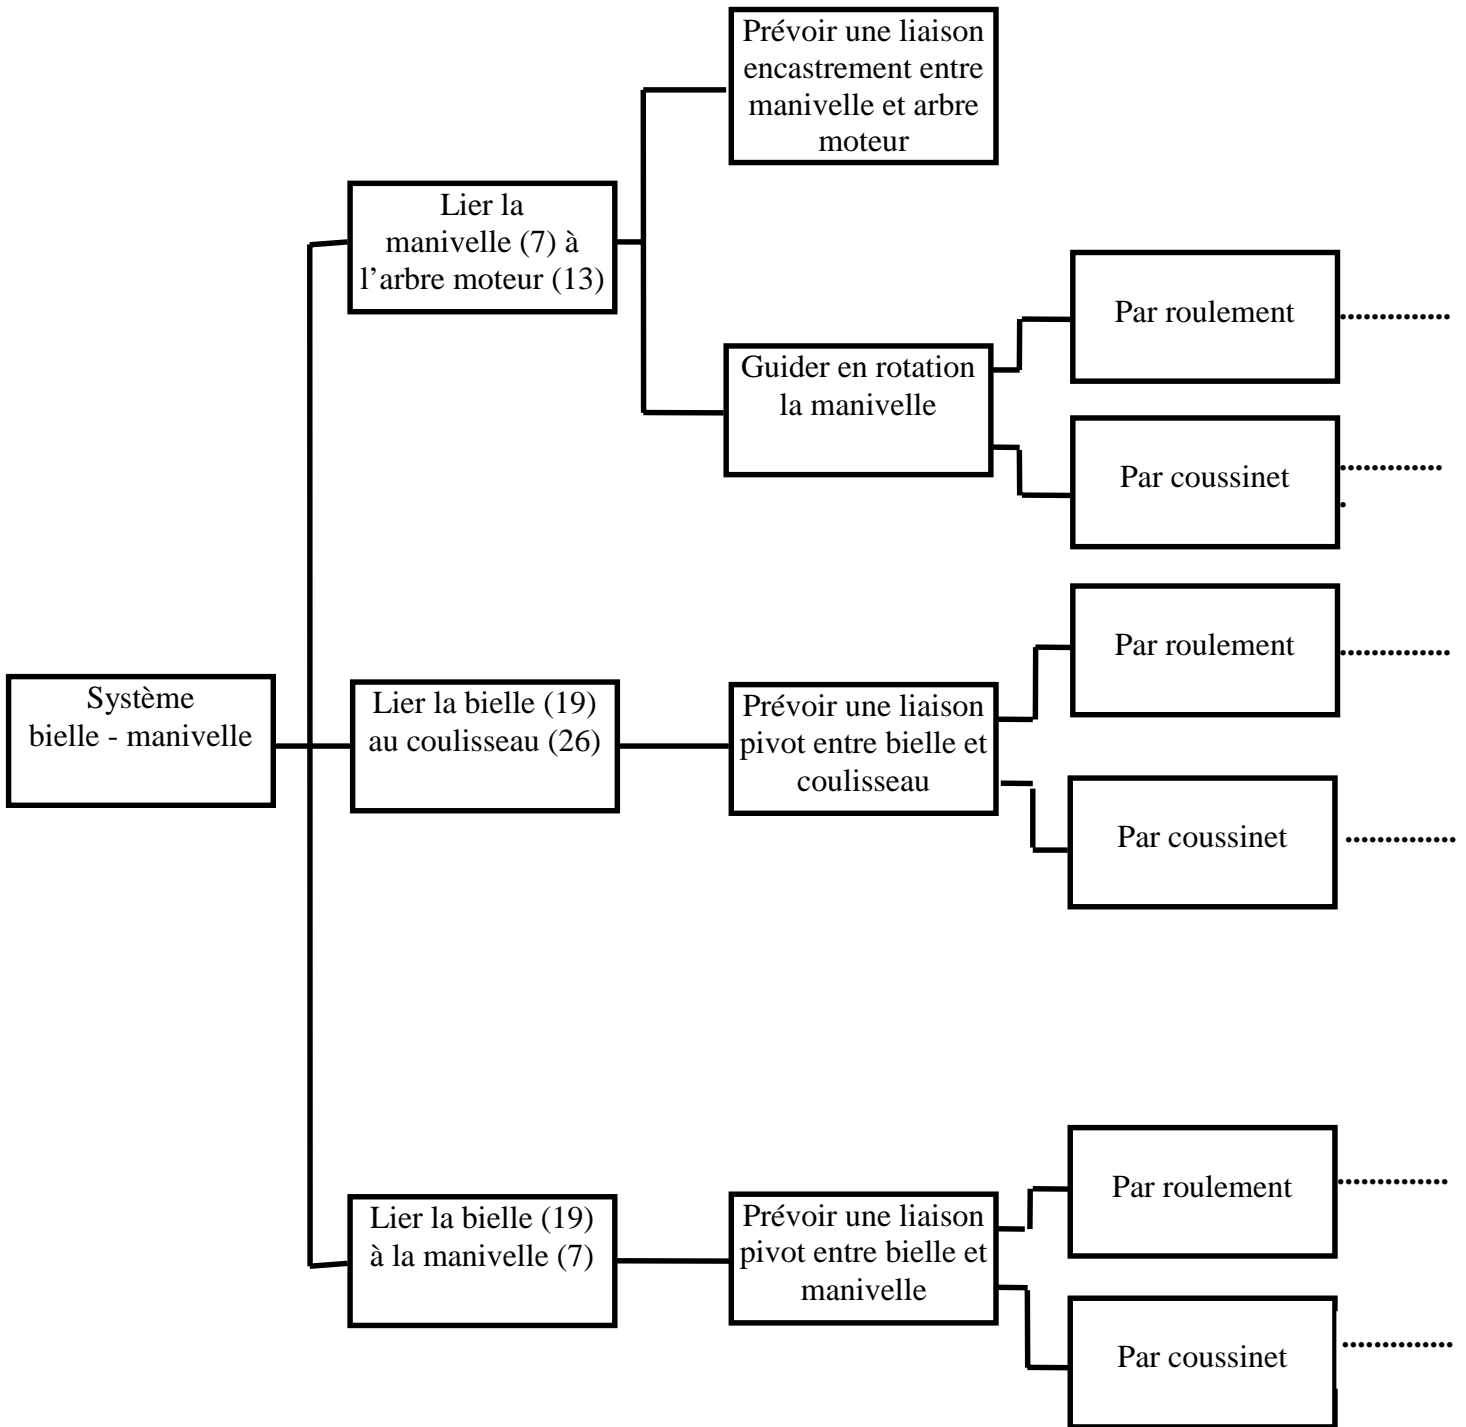 Prévoir une liaison
encastrement entre
manivelle et arbre
moteur
Lier la
manivelle (7) à
l’arbre moteur (13)
Par roulement ..............
Guider en rotation
la manivelle
Par coussinet .............
.
Par roulement ..............
Système
bielle - manivelle
Lier la bielle (19)
au coulisseau (26)
Prévoir une liaison
pivot entre bielle et
coulisseau
Par coussinet ..............
Par roulement ..............
Lier la bielle (19)
à la manivelle (7)
Prévoir une liaison
pivot entre bielle et
manivelle
Par coussinet ..............